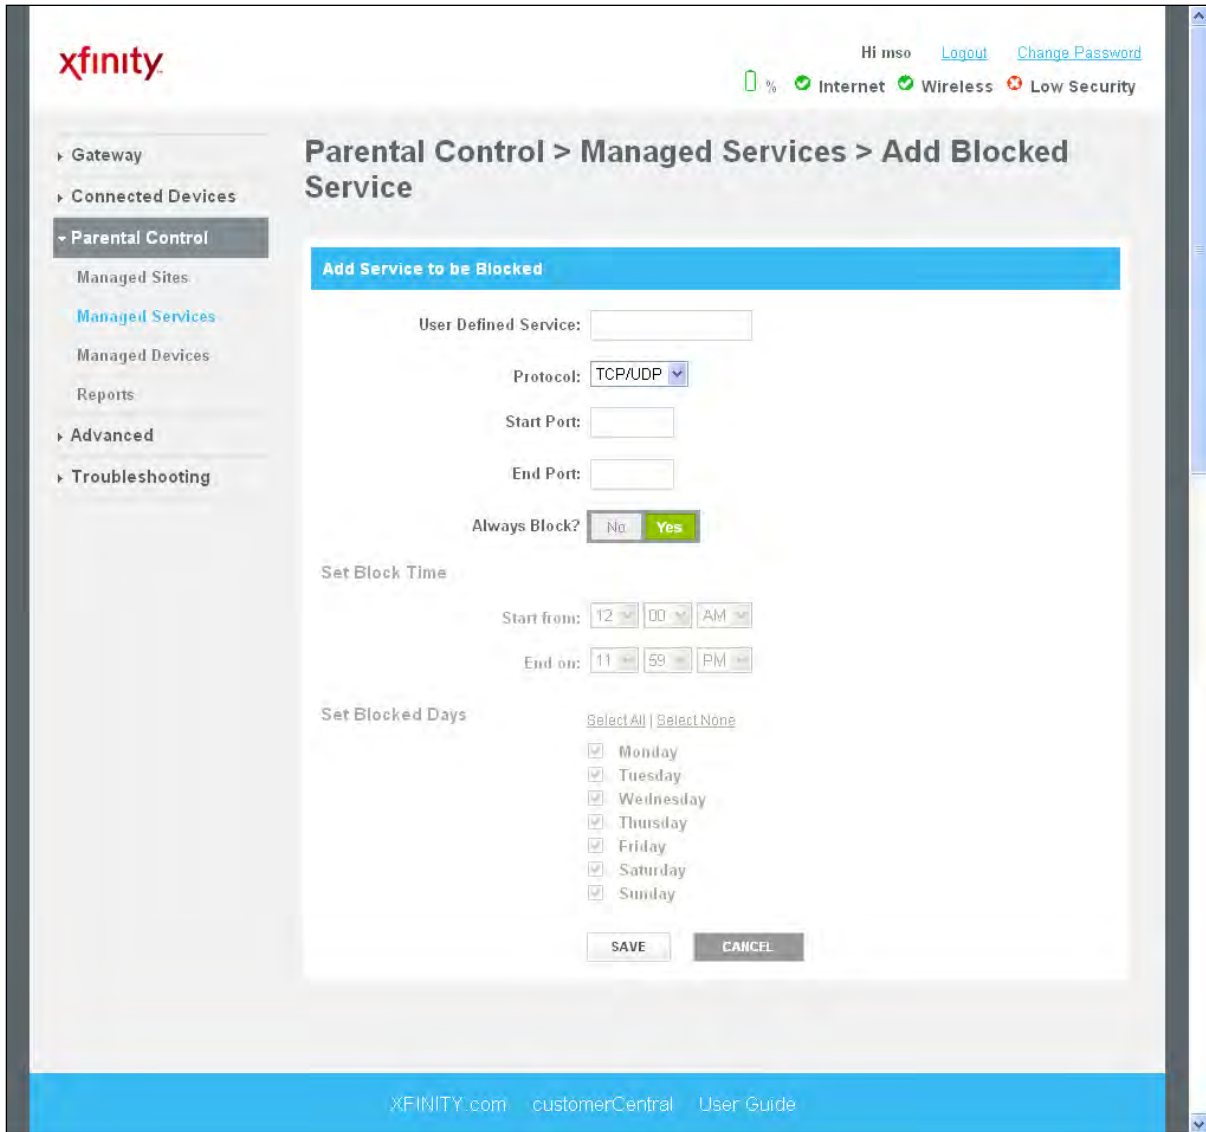 xfinity
Hi mso Logout Change Password
% Internet Wireless Low Security
Gateway
Connected Devices
Parental Control
Managed Sites
Managed Services
Managed Devices
Reports
Advanced
Troubleshooting
Parental Control > Managed Services > Add Blocked
Service
Add Service to be Blocked
User Defined Service:
Protocol: TCP/UDP
Start Port:
End Port:
Always Block? No Yes
Set Block Time
Start from: 12 00 AM
End on: 11 59 PM
Set Blocked Days
Select All | Select None
Monday
Tuesday
Wednesday
Thursday
Friday
Saturday
Sunday
SAVE CANCEL
XFINITY.com customerCentral User Guide